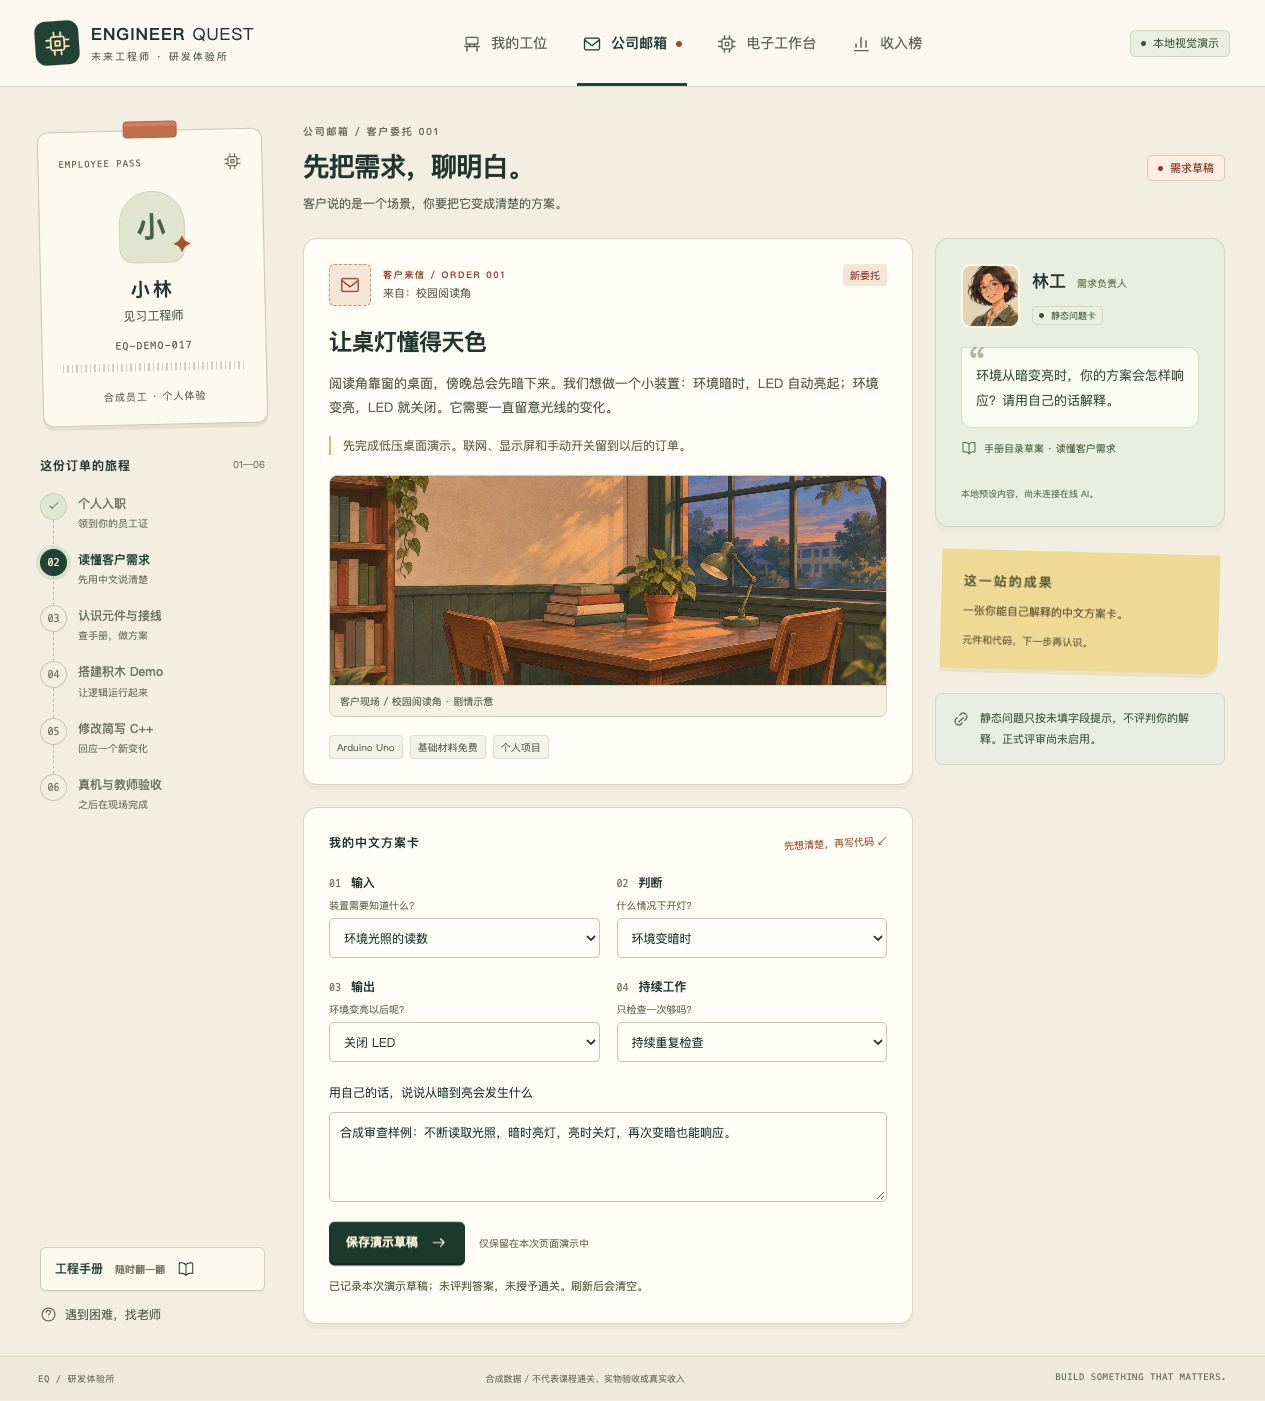 ENGINEER QUEST
未来工程师 · 研发体验所
我的工位
公司邮箱
电子工作台
收入榜
本地视觉演示
EMPLOYEE PASS
小
小林
见习工程师
EQ-DEMO-017
合成员工 · 个人体验
这份订单的旅程
01—06
个人入职
领到你的员工证
02
读懂客户需求
先用中文说清楚
03
认识元件与接线
查手册，做方案
04
搭建积木 Demo
让逻辑运行起来
05
修改简写 C++
回应一个新变化
06
真机与教师验收
之后在现场完成
工程手册 随时翻一翻
遇到困难，找老师
公司邮箱 / 客户委托 001
先把需求，聊明白。
客户说的是一个场景，你要把它变成清楚的方案。
需求草稿
客户来信 / ORDER 001
来自：校园阅读角
新委托
让桌灯懂得天色
阅读角靠窗的桌面，傍晚总会先暗下来。我们想做一个小装置：环境暗时，LED 自动亮起；环境
变亮，LED 就关闭。它需要一直留意光线的变化。
先完成低压桌面演示。联网、显示屏和手动开关留到以后的订单。
客户现场 / 校园阅读角 · 剧情示意
Arduino Uno
基础材料免费
个人项目
我的中文方案卡
先想清楚，再写代码 ↙
01 输入
装置需要知道什么？
环境光照的读数
02 判断
什么情况下开灯？
环境变暗时
03 输出
环境变亮以后呢？
关闭 LED
04 持续工作
只检查一次够吗？
持续重复检查
用自己的话，说说从暗到亮会发生什么
合成审查样例：不断读取光照，暗时亮灯，亮时关灯，再次变暗也能响应。
保存演示草稿 →
仅保留在本次页面演示中
已记录本次演示草稿；未评判答案，未授予通关。刷新后会清空。
林工 需求负责人
静态问题卡
“
环境从暗变亮时，你的方案会怎样响
应？请用自己的话解释。
手册目录草案 · 读懂客户需求
本地预设内容，尚未连接在线 AI。
这一站的成果
一张你能自己解释的中文方案卡。
元件和代码，下一步再认识。
静态问题只按未填字段提示，不评判你的解
释。正式评审尚未启用。
EQ / 研发体验所
合成数据 / 不代表课程通关、实物验收或真实收入
BUILD SOMETHING THAT MATTERS.